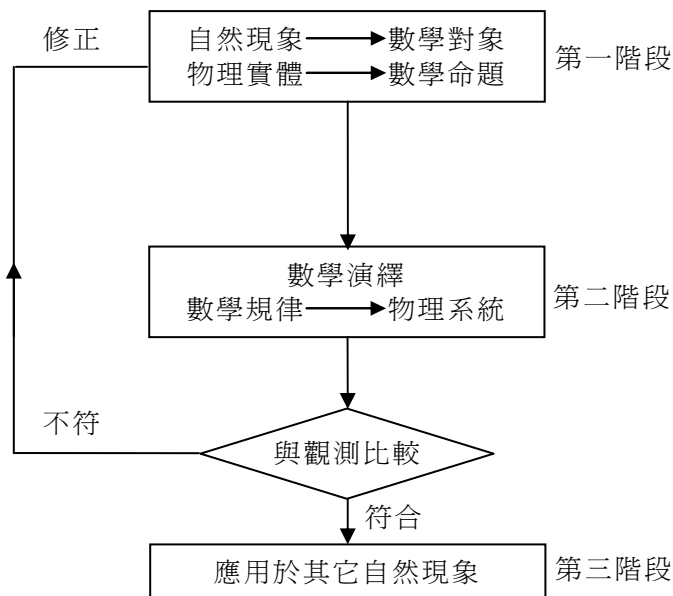 修正
自然現象 數學對象
物理實體 數學命題
第一階段
數學演繹
數學規律 物理系統
第二階段
不符
與觀測比較
符合
應用於其它自然現象
第三階段